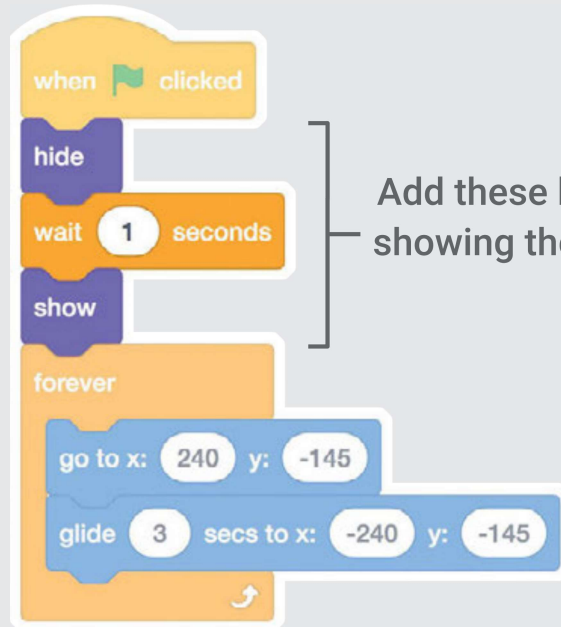 when clicked
hide
wait 1 seconds
show
forever
go to x: 240 y: -145
glide 3 secs to x: -240 y: -145
Add these
showing the